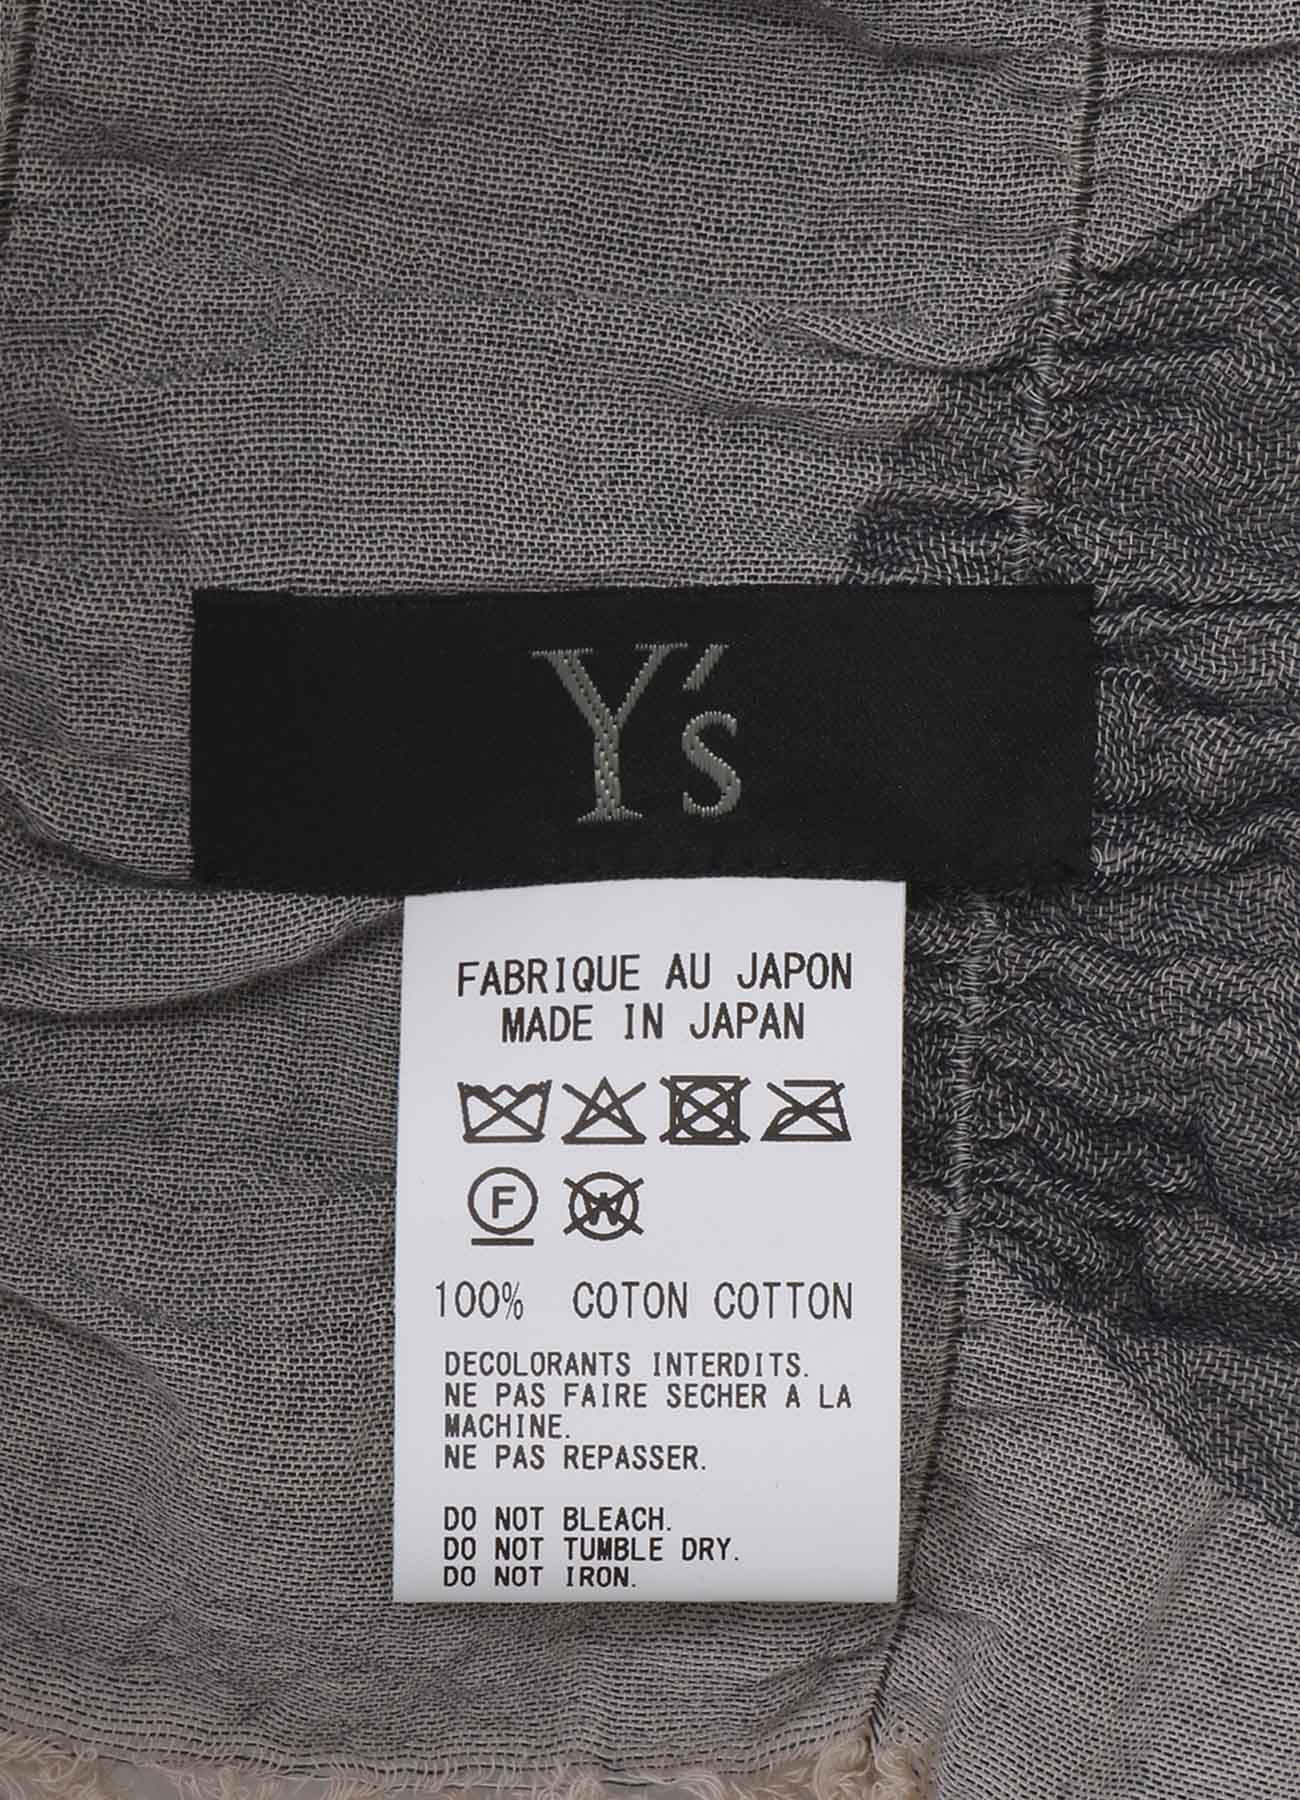 Y's
FABRIQUE AU JAPON
MADE IN JAPAN
F W
100% COTON COTTON
DECOLORANTS INTERDITS.
NE PAS FAIRE SECHER A LA
MACHINE.
NE PAS REPASSER.
DO NOT BLEACH.
DO NOT TUMBLE DRY.
DO NOT IRON.